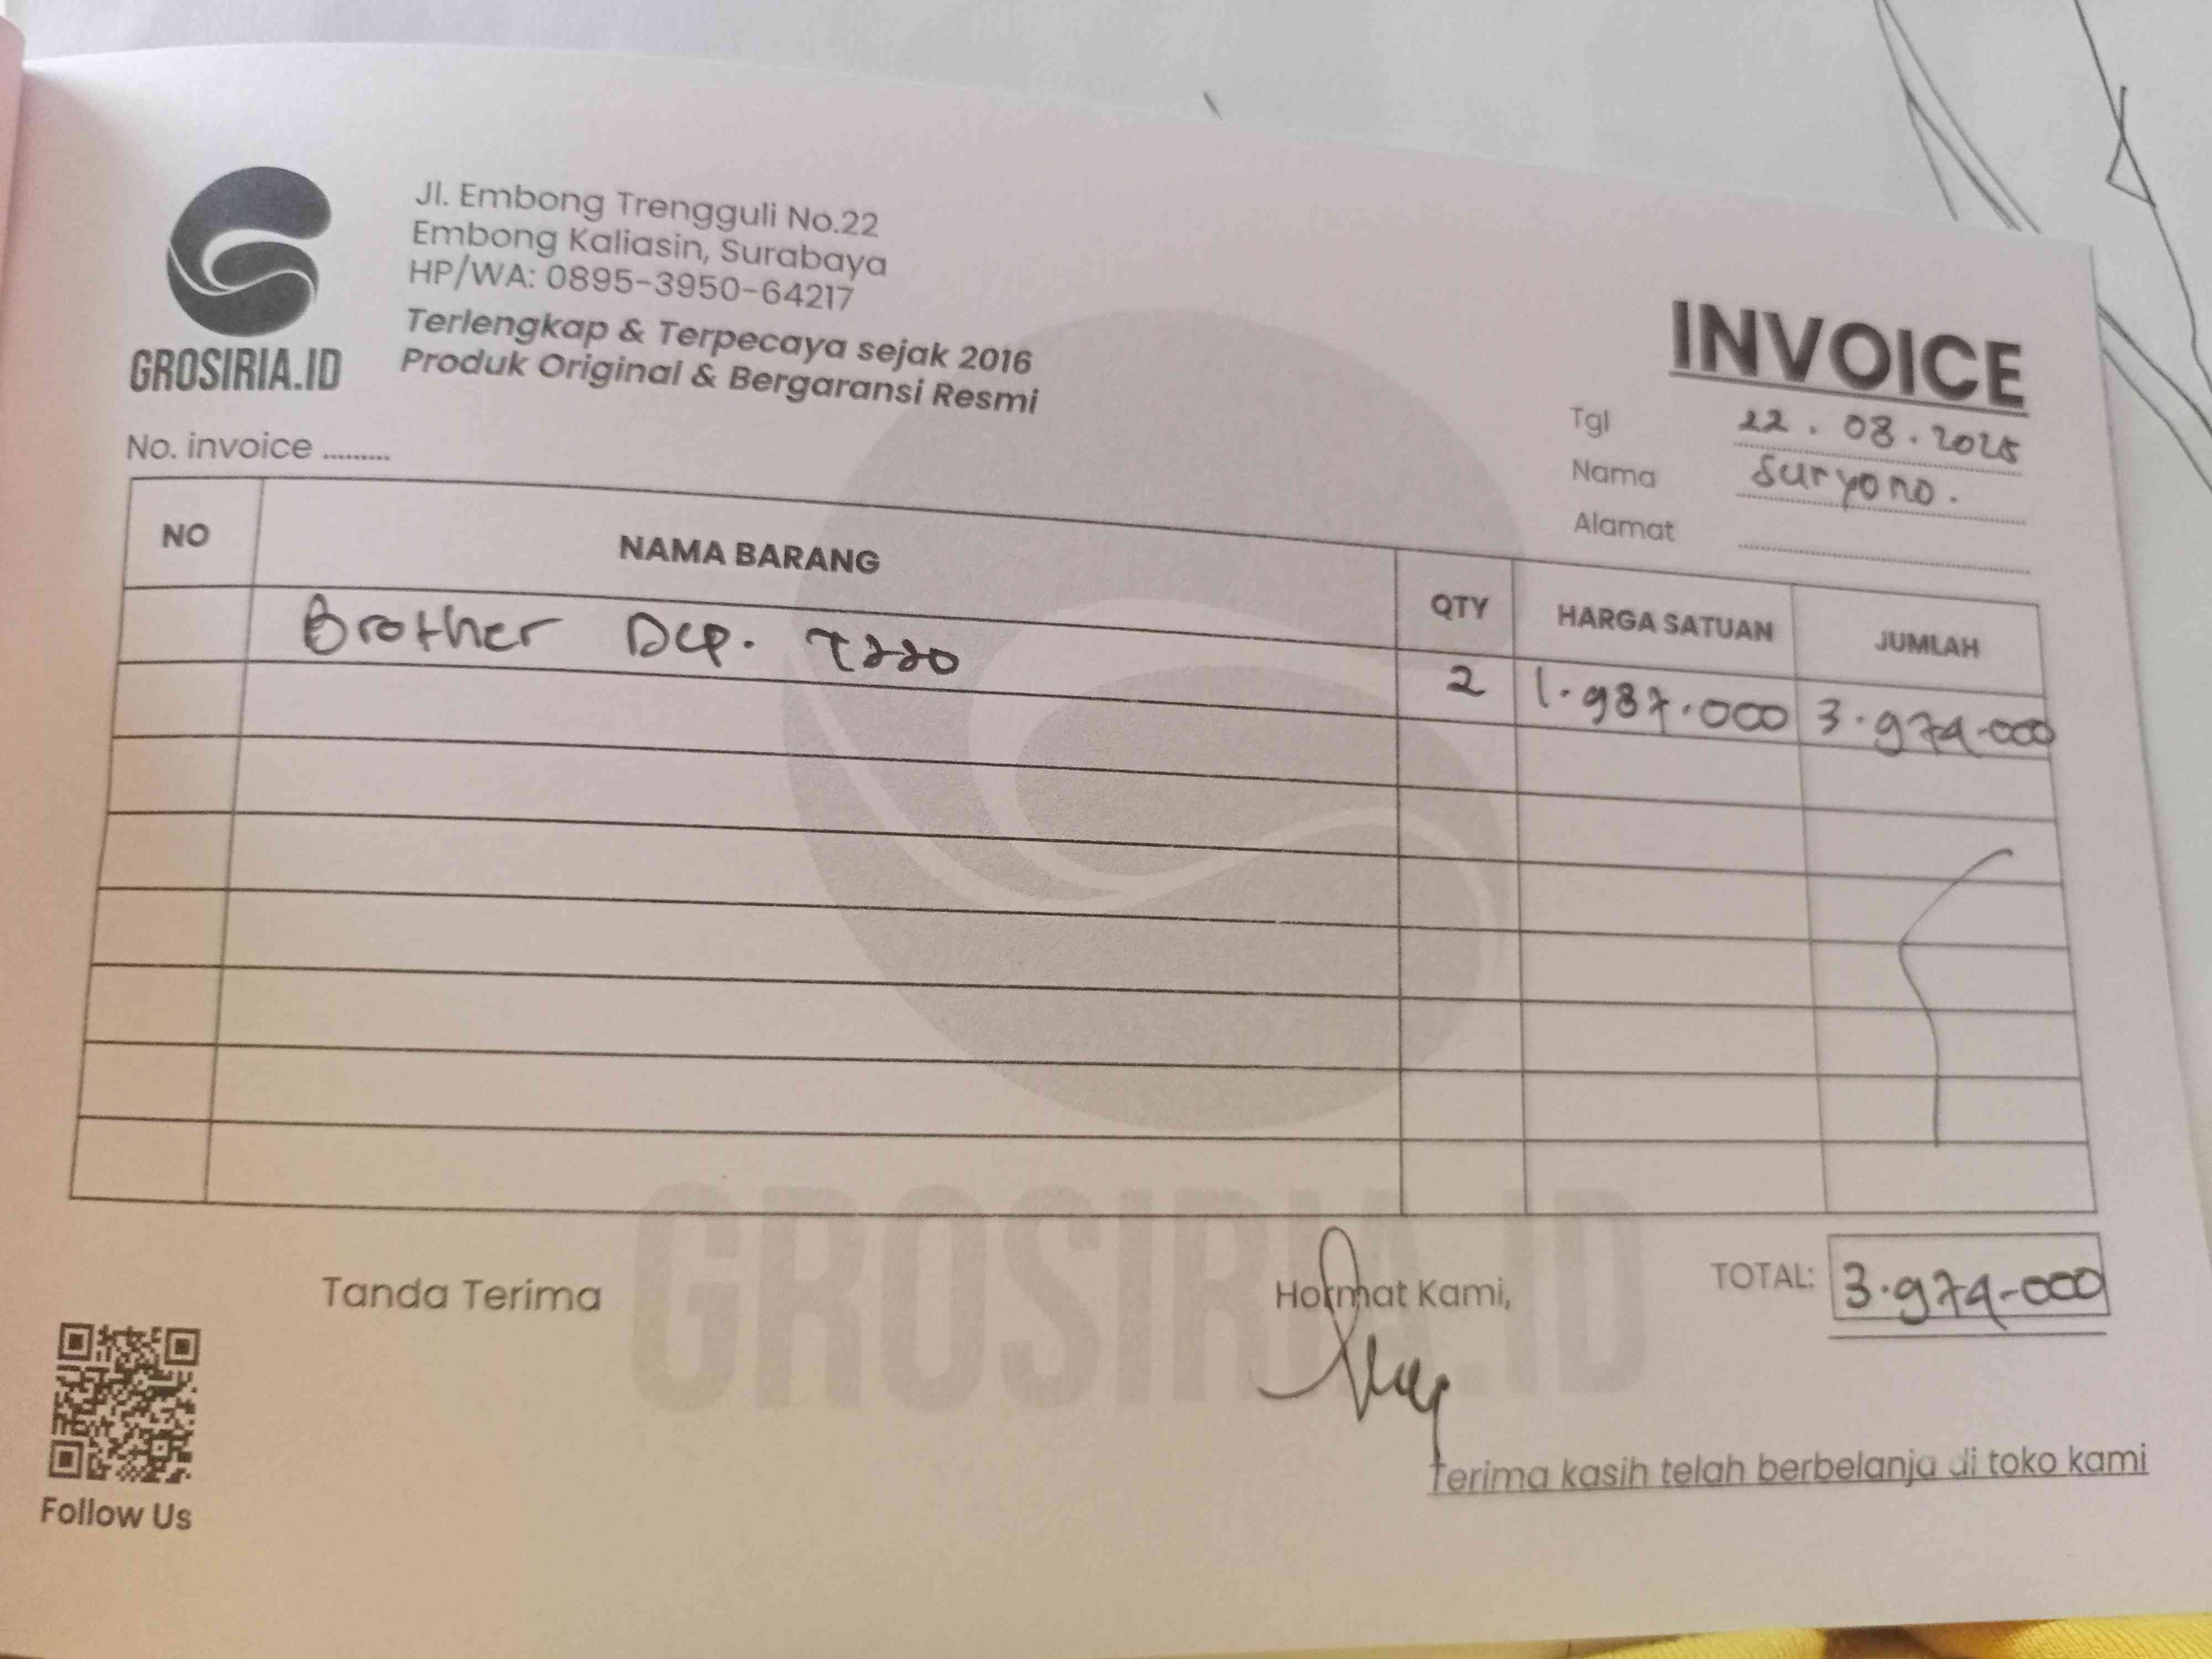 Jl. Embong Trengguli No.22
Embong Kaliasin, Surabaya
HP/WA: 0895-3950-64217
Terlengkap & Terpecaya sejak 2016
Produk Original & Bergaransi Resmi
GROSIRIA.ID
INVOICE
Tgl 22.08.2025
Nama Suryono.
Alamat
No. invoice .........
NO NAMA BARANG QTY HARGA SATUAN JUMLAH
Brother Dcp. T220 2 1.987.000 3.974.000
GROSIRIA.ID
Tanda Terima Hormat Kami, TOTAL: 3.974.000
Terima kasih telah berbelanja di toko kami
Follow Us